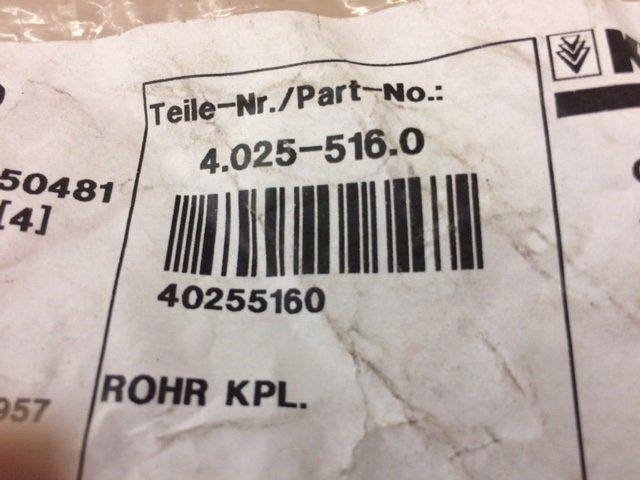 Teile-Nr./Part-No.:
4.025-516.0
50481
[4]
40255160
ROHR KPL.
957